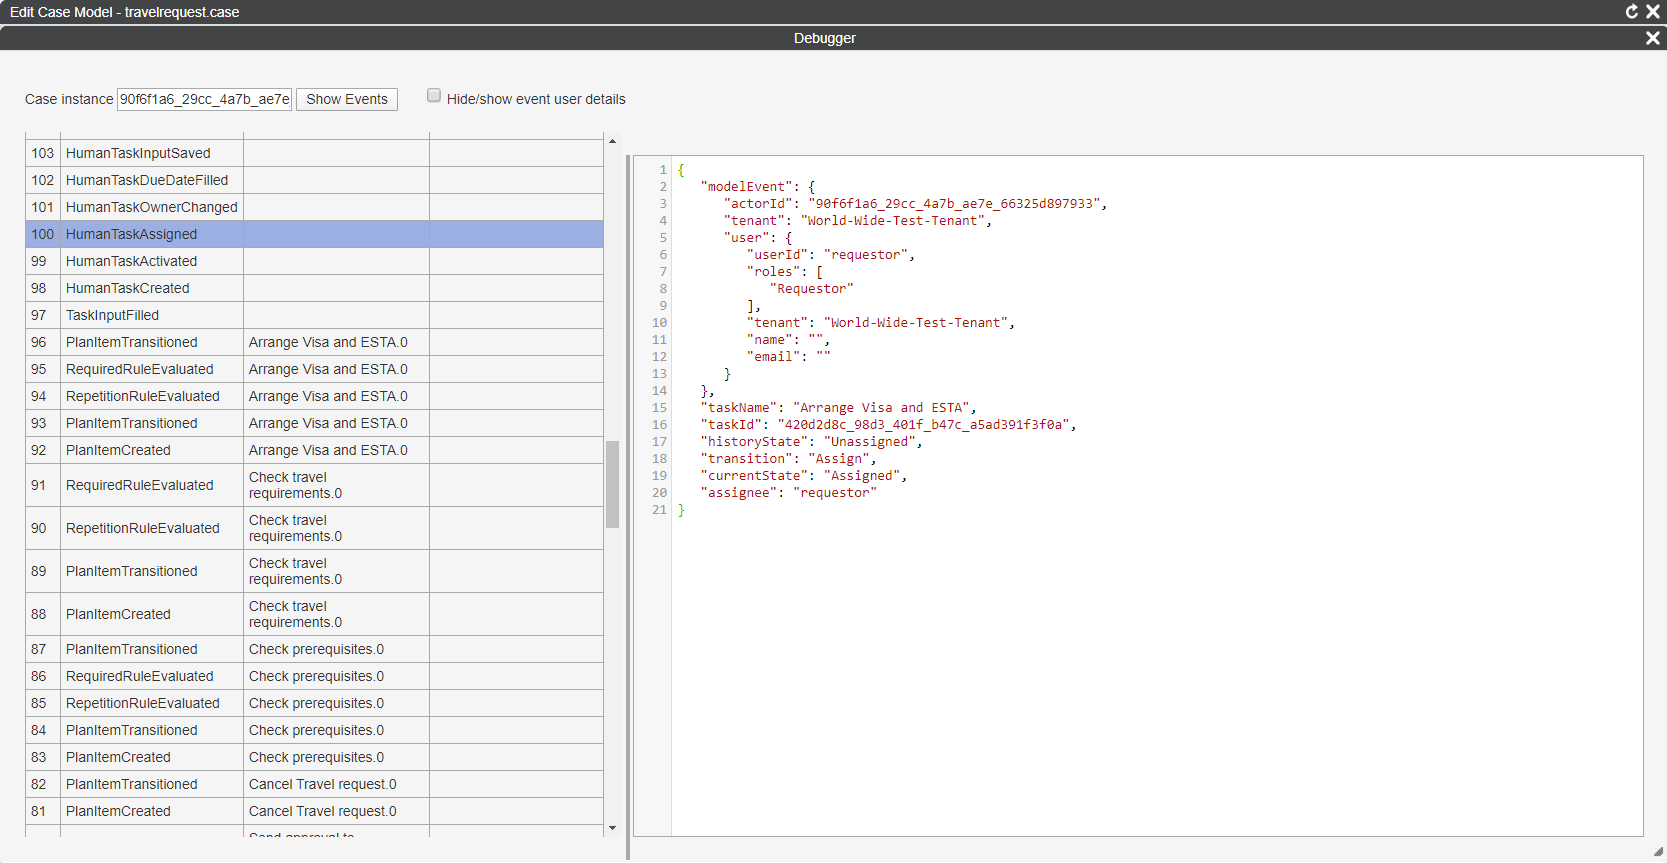 Edit Case Model - travelrequest.case
Debugger
Case instance 90f6f1a6_29cc_4a7b_ae7e Show Events Hide/show event user details
103 HumanTaskInputSaved
102 HumanTaskDueDateFilled
101 HumanTaskOwnerChanged
100 HumanTaskAssigned
99 HumanTaskActivated
98 HumanTaskCreated
97 TaskInputFilled
96 PlanItemTransitioned Arrange Visa and ESTA.0
95 RequiredRuleEvaluated Arrange Visa and ESTA.0
94 RepetitionRuleEvaluated Arrange Visa and ESTA.0
93 PlanItemTransitioned Arrange Visa and ESTA.0
92 PlanItemCreated Arrange Visa and ESTA.0
91 RequiredRuleEvaluated Check travel
requirements.0
90 RepetitionRuleEvaluated Check travel
requirements.0
89 PlanItemTransitioned Check travel
requirements.0
88 PlanItemCreated Check travel
requirements.0
87 PlanItemTransitioned Check prerequisites.0
86 RequiredRuleEvaluated Check prerequisites.0
85 RepetitionRuleEvaluated Check prerequisites.0
84 PlanItemTransitioned Check prerequisites.0
83 PlanItemCreated Check prerequisites.0
82 PlanItemTransitioned Cancel Travel request.0
81 PlanItemCreated Cancel Travel request.0
Send approval to
1 {
2 "modelEvent": {
3 "actorId": "90f6f1a6_29cc_4a7b_ae7e_66325d897933",
4 "tenant": "World-Wide-Test-Tenant",
5 "user": {
6 "userId": "requestor",
7 "roles": [
8 "Requestor"
9 ],
10 "tenant": "World-Wide-Test-Tenant",
11 "name": "",
12 "email": ""
13 }
14 },
15 "taskName": "Arrange Visa and ESTA",
16 "taskId": "420d2d8c_98d3_401f_b47c_a5ad391f3f0a",
17 "historyState": "Unassigned",
18 "transition": "Assign",
19 "currentState": "Assigned",
20 "assignee": "requestor"
21 }